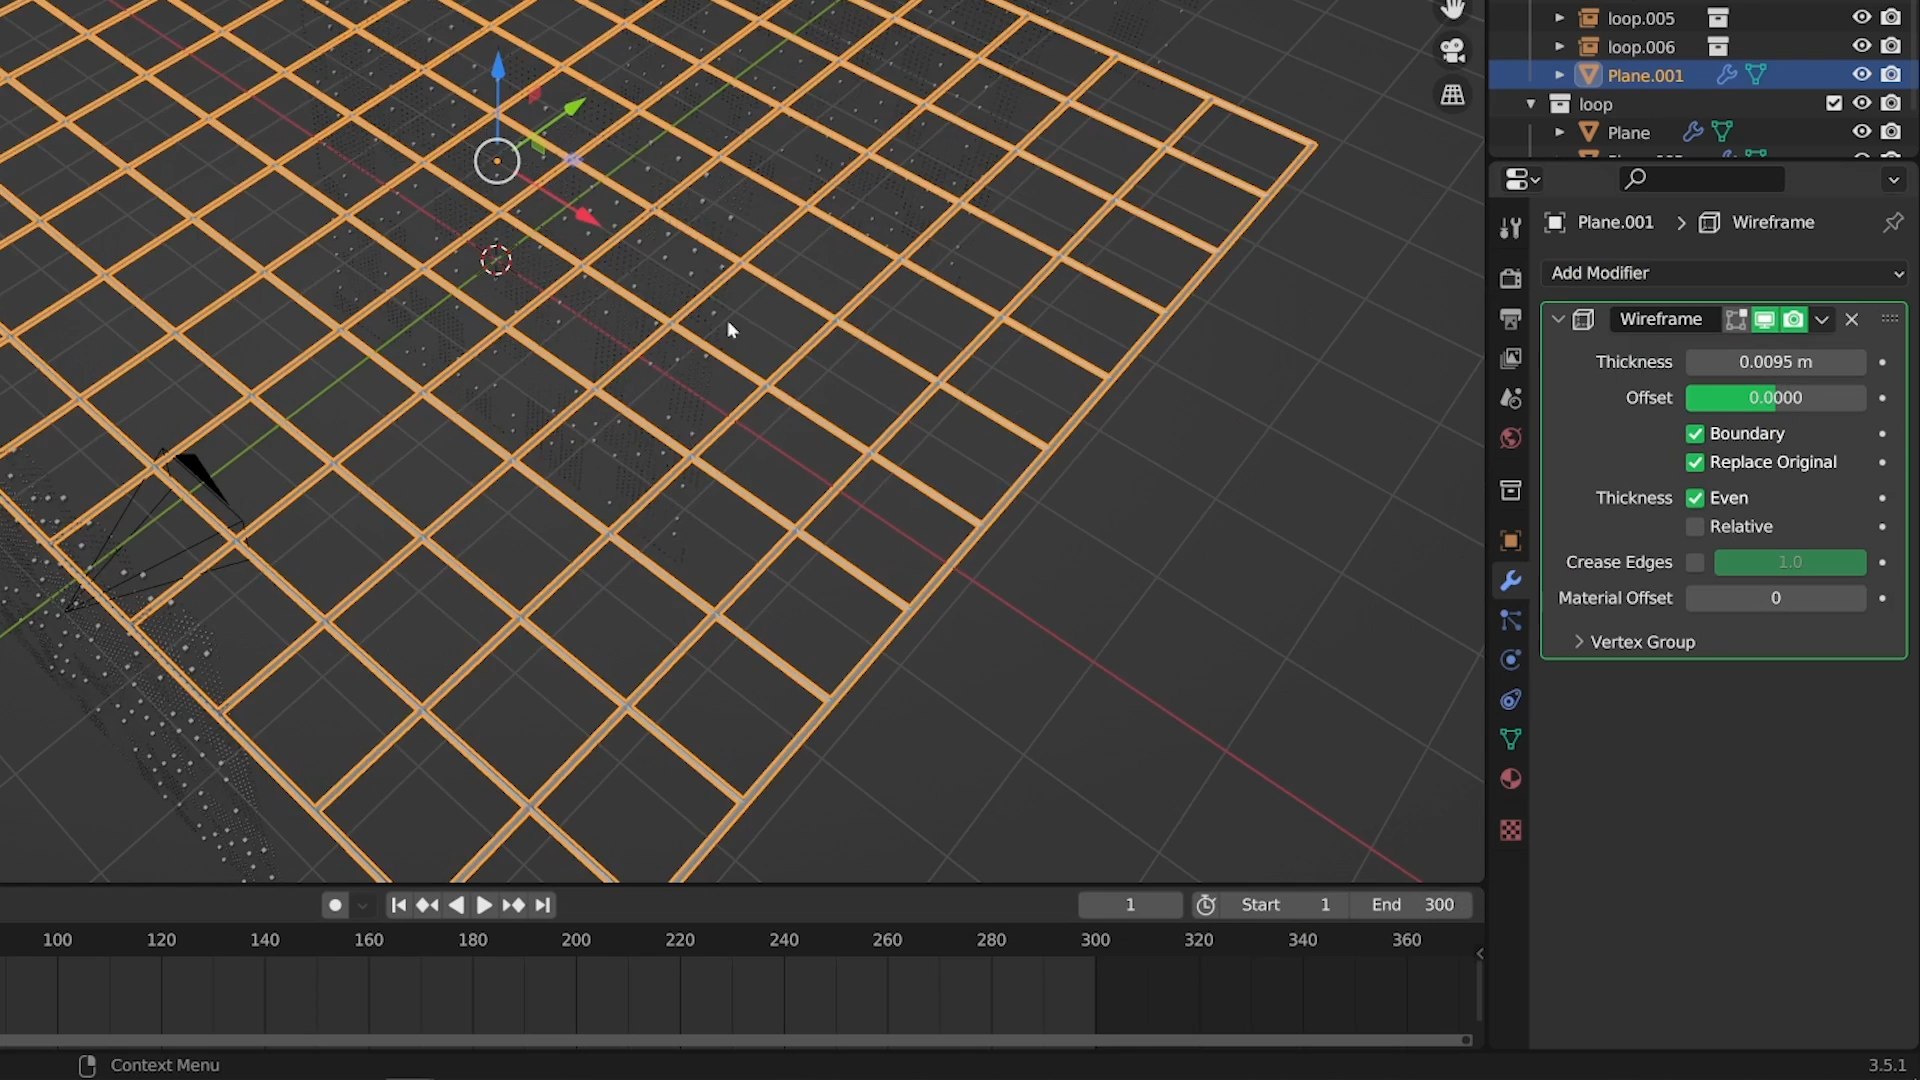 loop.005
loop.006
Plane.001
loop
Plane
Plane.001 > Wireframe
Add Modifier
Wireframe
Thickness 0.0095 m
Offset 0.0000
Boundary
Replace Original
Thickness Even
Relative
Crease Edges 1.0
Material Offset 0
Vertex Group
1 Start 1 End 300
100 120 140 160 180 200 220 240 260 280 300 320 340 360
Context Menu 3.5.1